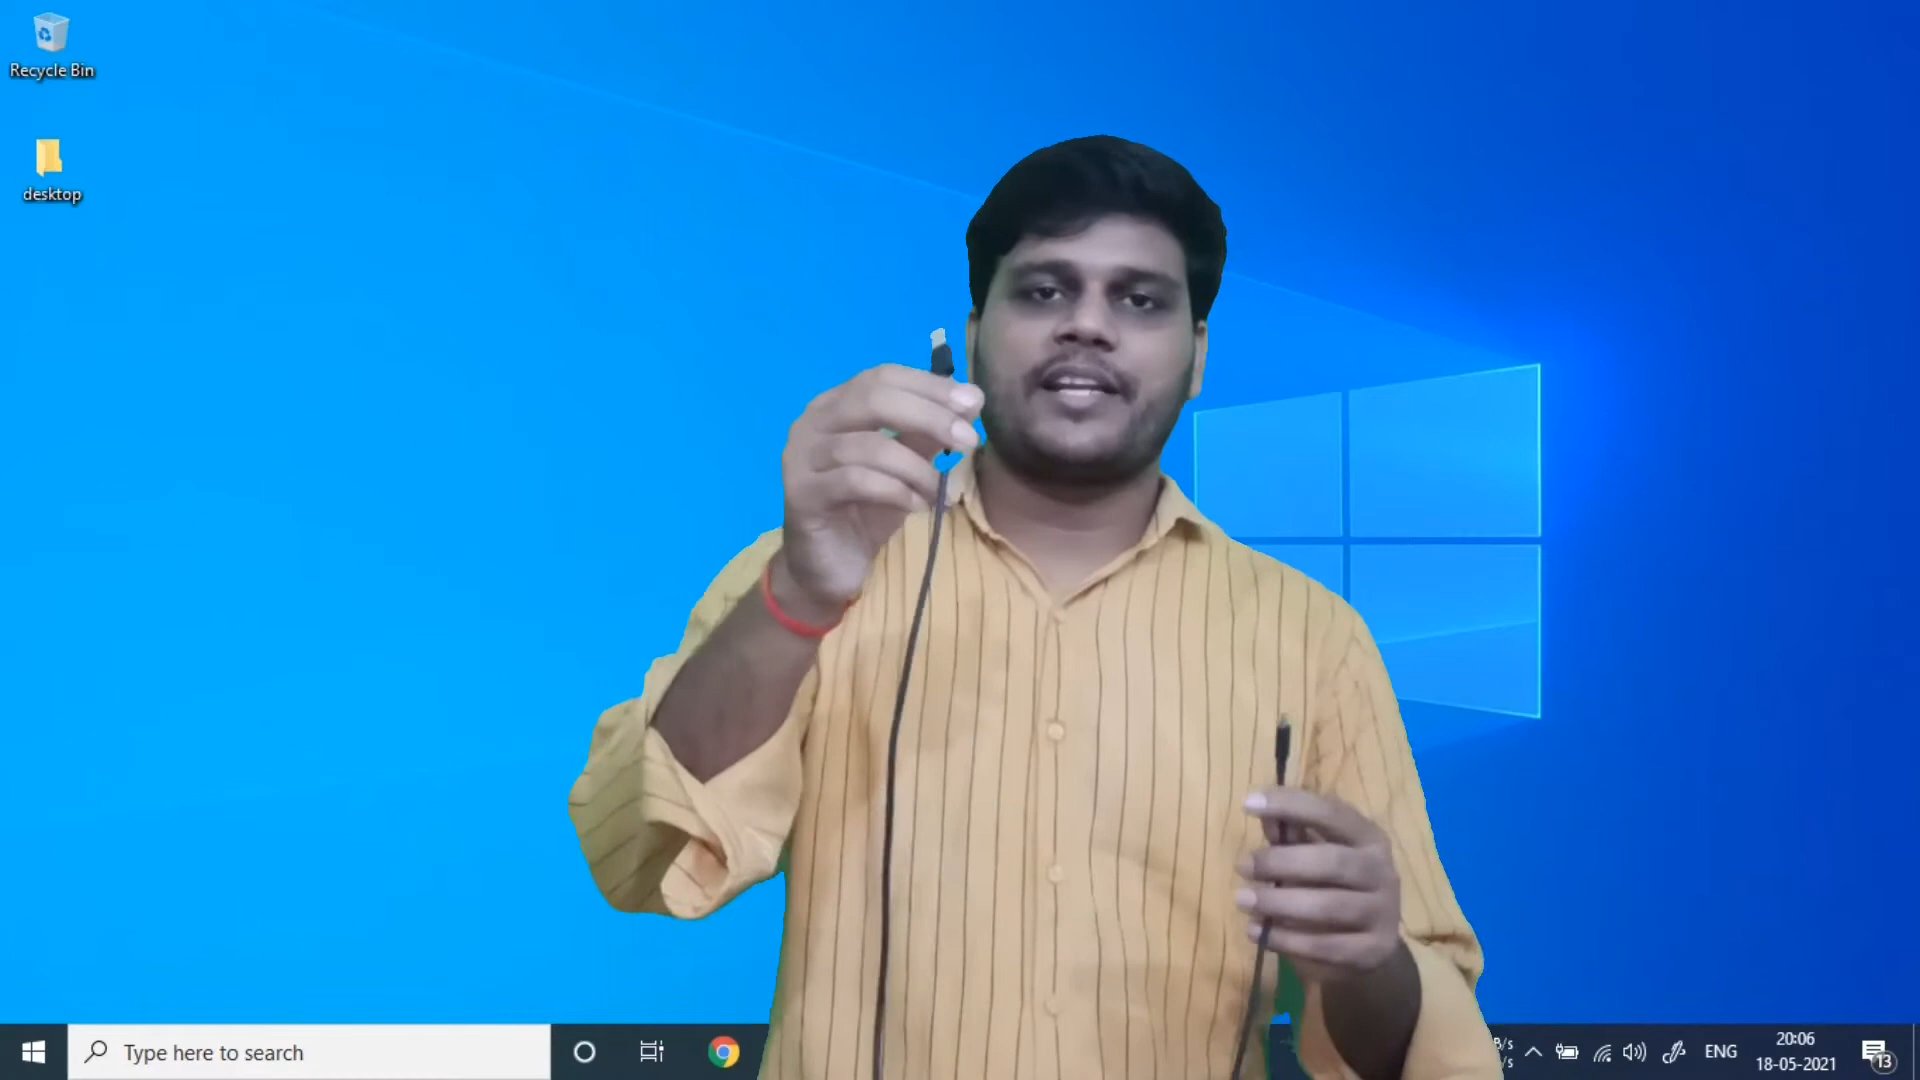 Recycle Bin
desktop
Type here to search
B/s
/s
ENG
20:06
18-05-2021
13